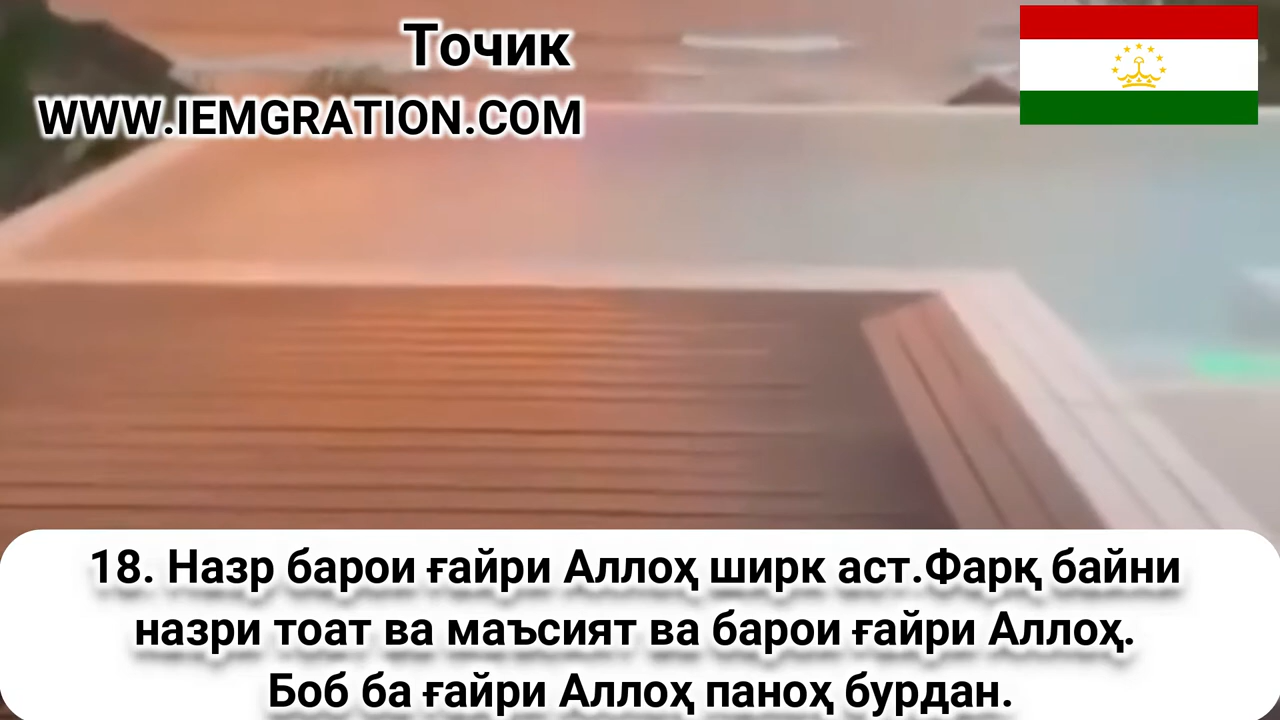 Точик
WWW.IEMGRATION.COM
18. Назр барои ғайри Аллоҳ ширк аст.Фарқ байни
назри тоат ва маъсият ва барои ғайри Аллоҳ.
Боб ба ғайри Аллоҳ паноҳ бурдан.